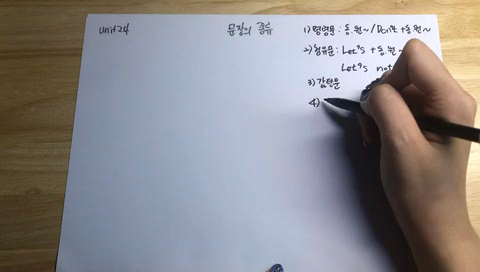 unit 24
문장의 종류
1) 명령문 : 동.원~ / Don't + 동.원~
2) 청유문 : Let's + 동.원~
Let's not
3) 감탄문
4)